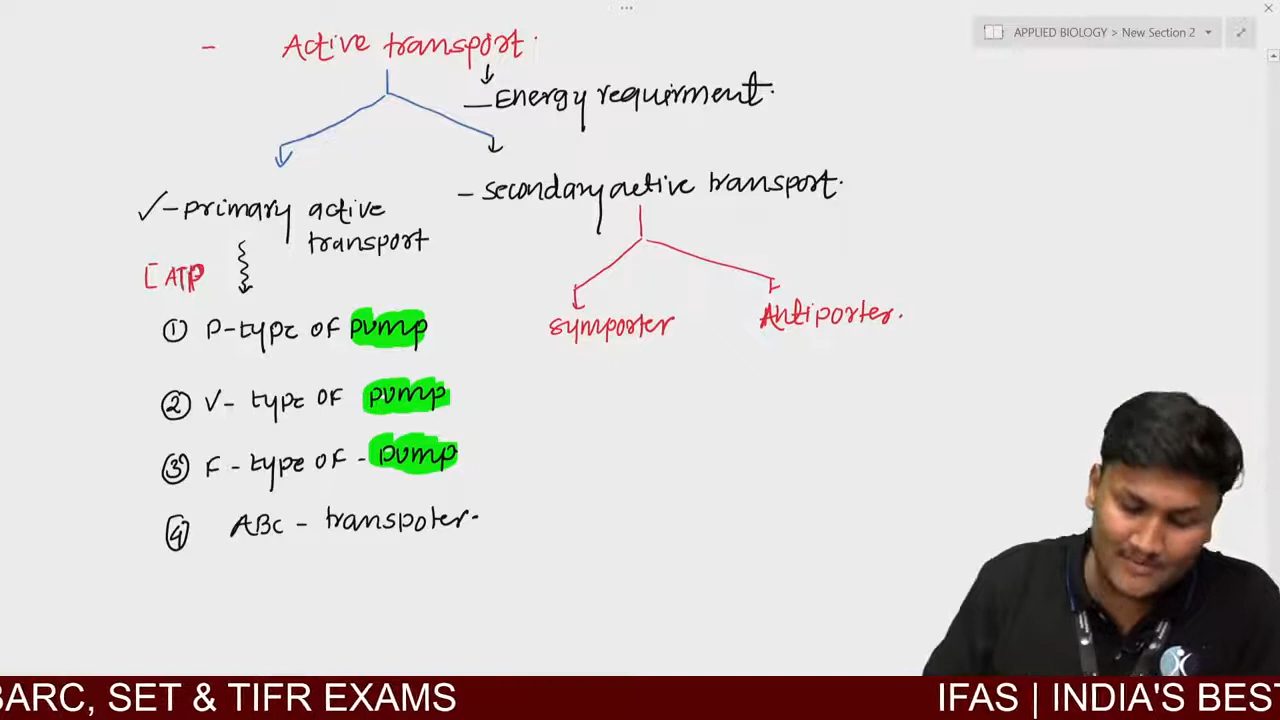 - Active transport.
- Energy requirment.
✓ - primary active transport
- secondary active transport.
[ATP
① P-type of pump
② V- type of pump
③ F - type of - pump
④ ABC - transpoter.
symporter
Antiporter.
APPLIED BIOLOGY > New Section 2
BARC, SET & TIFR EXAMS
IFAS | INDIA'S BEST